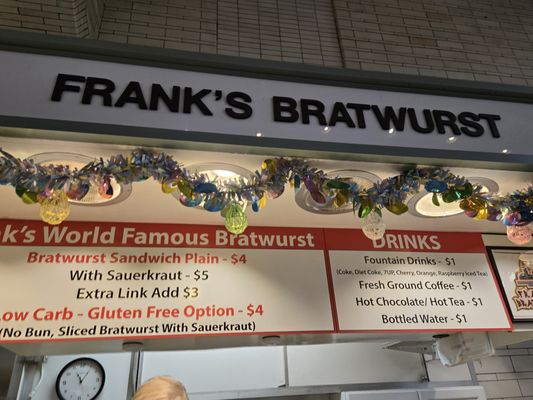 FRANK'S BRATWURST
k's World Famous Bratwurst
Bratwurst Sandwich Plain - $4
With Sauerkraut - $5
Extra Link Add $3
Low Carb - Gluten Free Option - $4
(No Bun, Sliced Bratwurst With Sauerkraut)
DRINKS
Fountain Drinks - $1
(Coke, Diet Coke, 7UP, Cherry, Orange, Raspberry Iced Tea)
Fresh Ground Coffee - $1
Hot Chocolate/ Hot Tea - $1
Bottled Water - $1